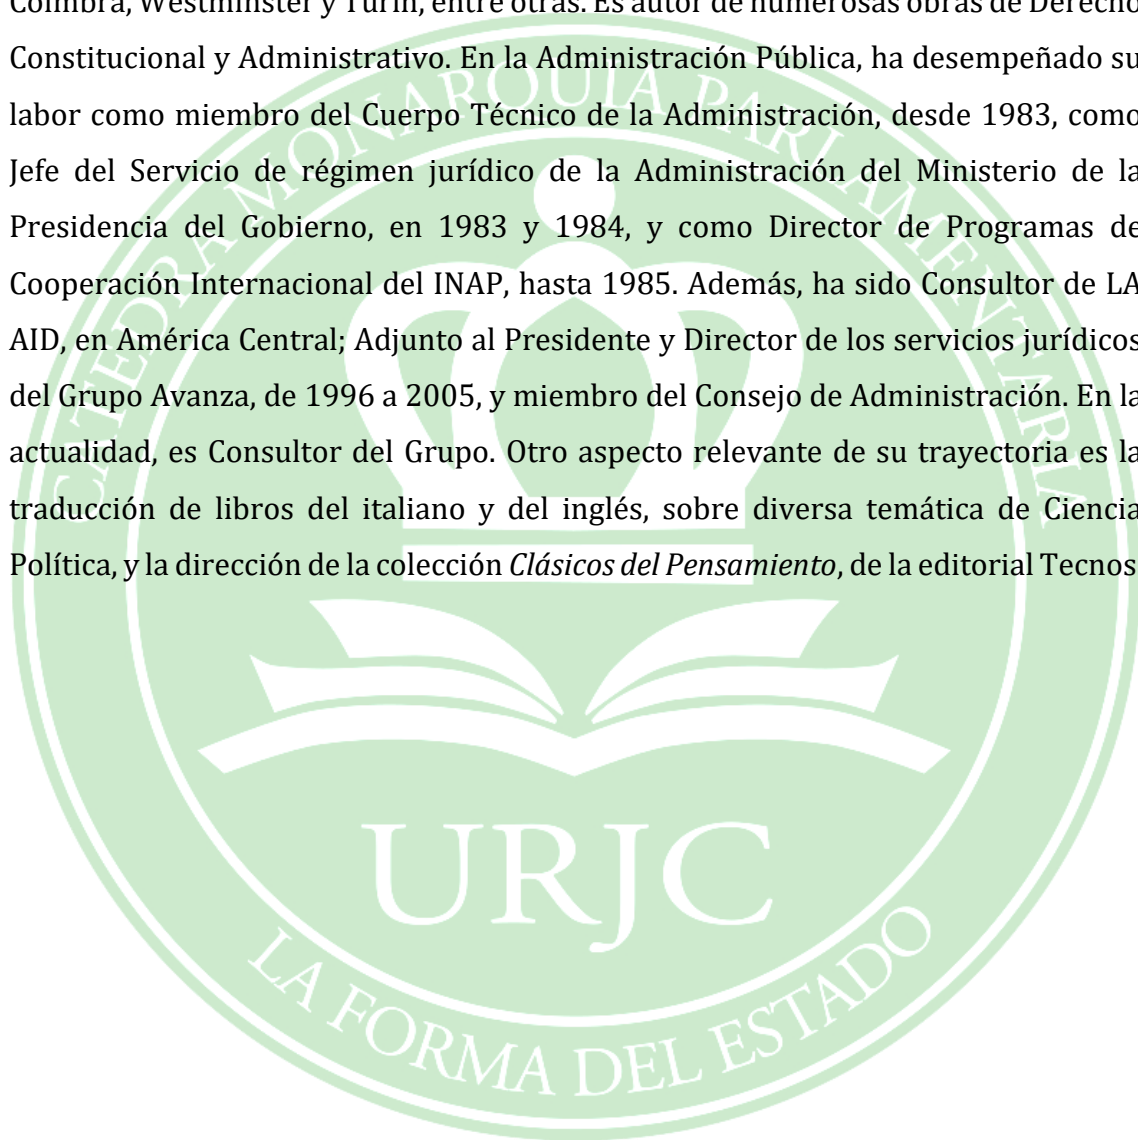 Coimbra, Westminster y Turín, entre otras. Es autor de numerosas obras de Derecho
Constitucional y Administrativo. En la Administración Pública, ha desempeñado su
labor como miembro del Cuerpo Técnico de la Administración, desde 1983, como
Jefe del Servicio de régimen jurídico de la Administración del Ministerio de la
Presidencia del Gobierno, en 1983 y 1984, y como Director de Programas de
Cooperación Internacional del INAP, hasta 1985. Además, ha sido Consultor de LA
AID, en América Central; Adjunto al Presidente y Director de los servicios jurídicos
del Grupo Avanza, de 1996 a 2005, y miembro del Consejo de Administración. En la
actualidad, es Consultor del Grupo. Otro aspecto relevante de su trayectoria es la
traducción de libros del italiano y del inglés, sobre diversa temática de Ciencia
Política, y la dirección de la colección Clásicos del Pensamiento, de la editorial Tecnos
CATEDRA MONARQUIA PARLAMENTARIA
URJC
LA FORMA DEL ESTADO